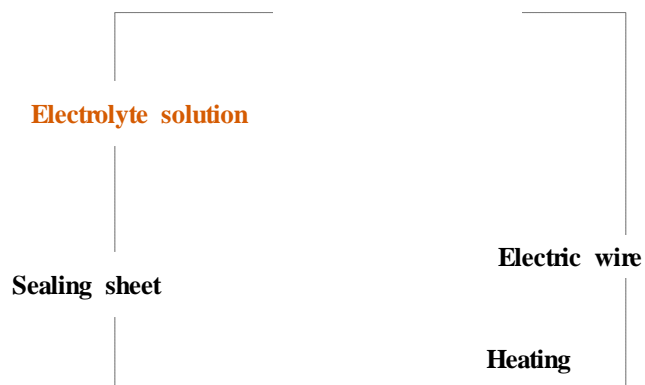 Electrolyte solution
Electric wire
Sealing sheet
Heating